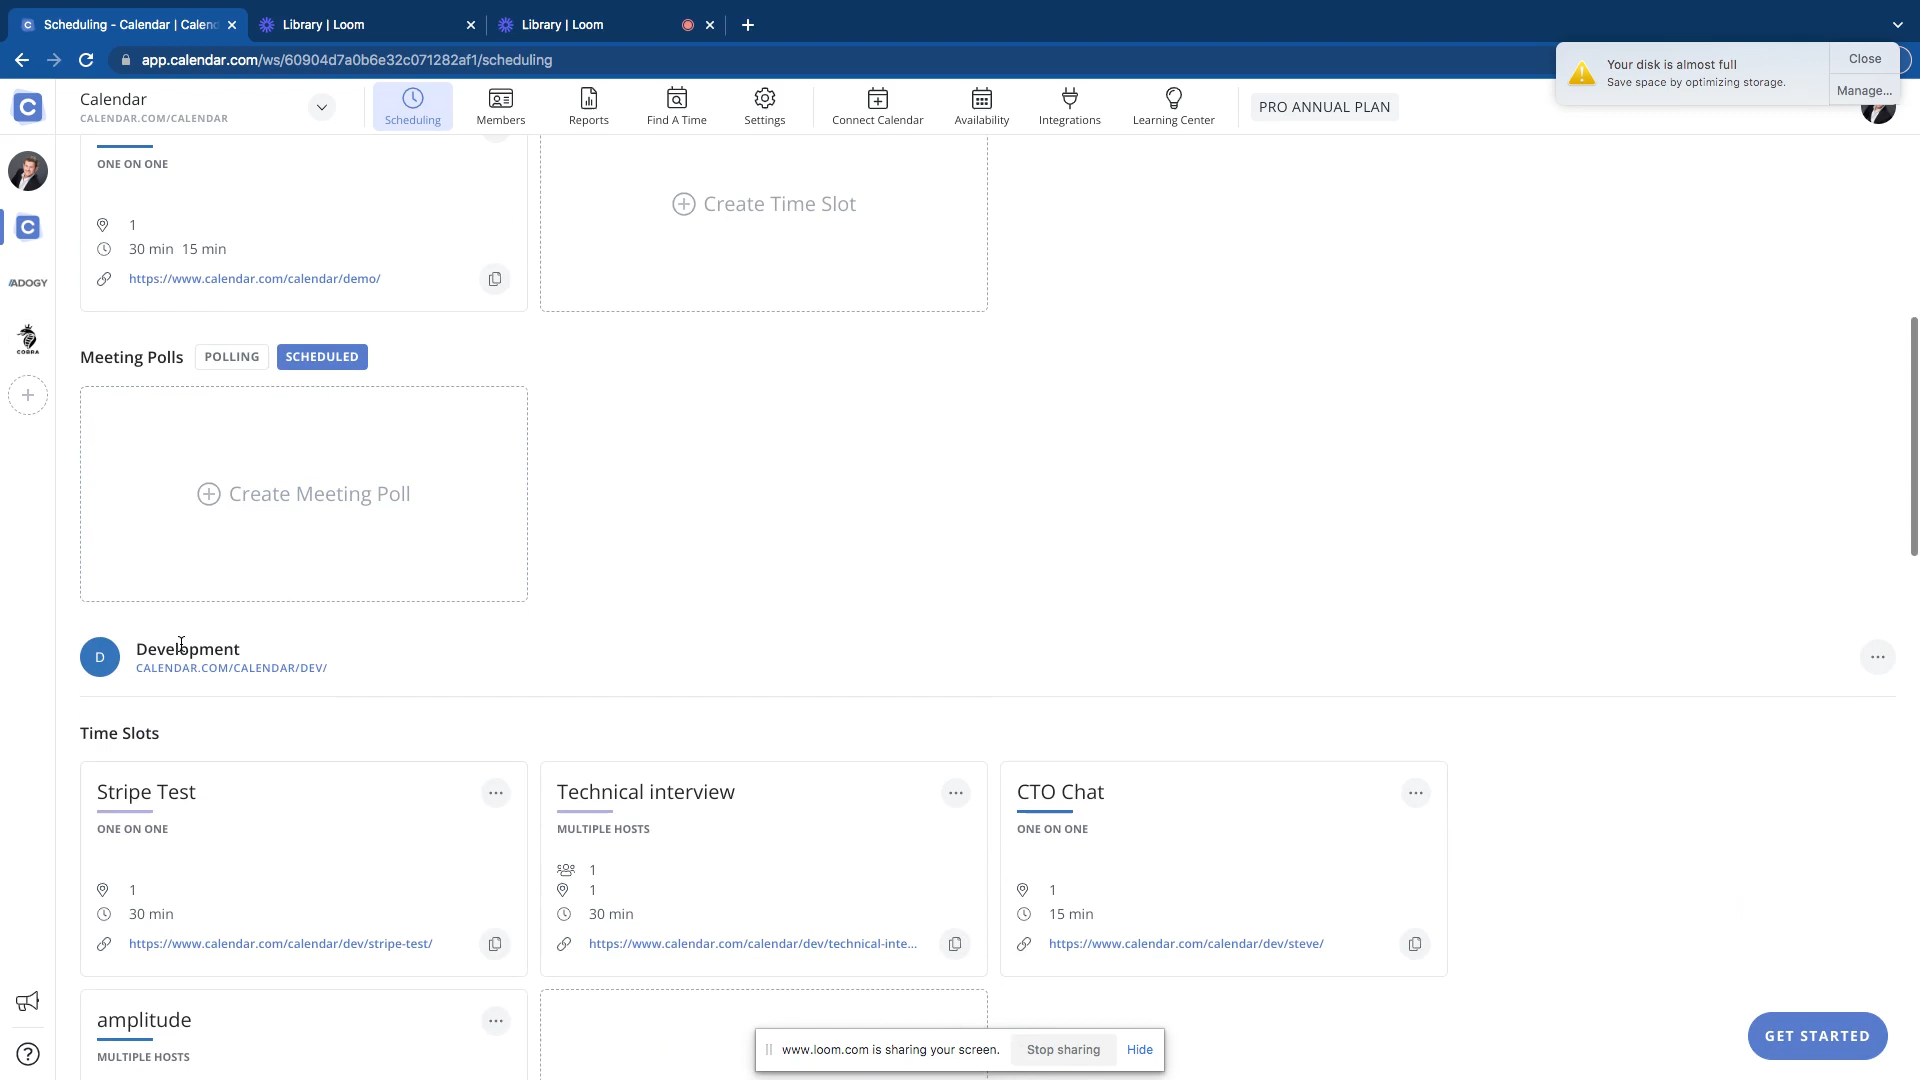 Scheduling - Calendar | Calen
Library | Loom
Library | Loom
app.calendar.com/ws/60904d7a0b6e32c071282af1/scheduling
Your disk is almost full
Save space by optimizing storage.
Close
Manage...
C
Calendar
CALENDAR.COM/CALENDAR
Scheduling
Members
Reports
Find A Time
Settings
Connect Calendar
Availability
Integrations
Learning Center
PRO ANNUAL PLAN
C
ADOGY
COBRA
ONE ON ONE
1
30 min 15 min
https://www.calendar.com/calendar/demo/
Create Time Slot
Meeting Polls
POLLING
SCHEDULED
Create Meeting Poll
D
Development
CALENDAR.COM/CALENDAR/DEV/
Time Slots
Stripe Test
ONE ON ONE
1
30 min
https://www.calendar.com/calendar/dev/stripe-test/
Technical interview
MULTIPLE HOSTS
1
1
30 min
https://www.calendar.com/calendar/dev/technical-inte...
CTO Chat
ONE ON ONE
1
15 min
https://www.calendar.com/calendar/dev/steve/
amplitude
MULTIPLE HOSTS
www.loom.com is sharing your screen.
Stop sharing
Hide
GET STARTED